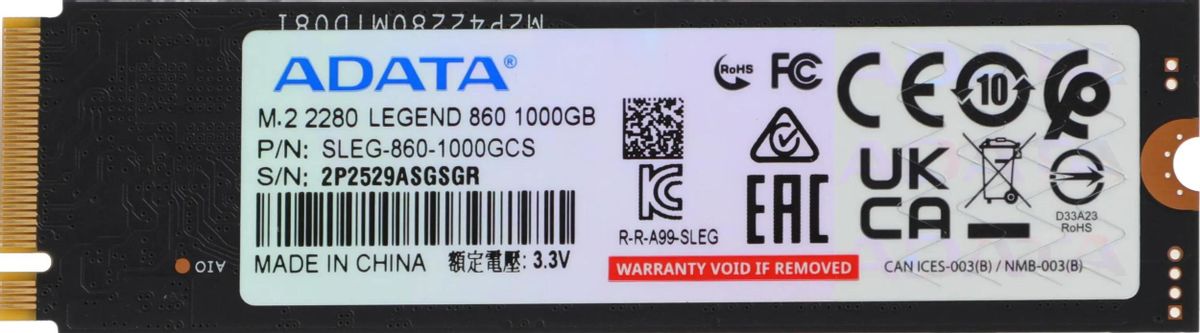 M2P42280M1D08I
ADATA®
M.2 2280 LEGEND 860 1000GB
P/N: SLEG-860-1000GCS
S/N: 2P2529ASGSGR
MADE IN CHINA 額定電壓: 3.3V
R-R-A99-SLEG
WARRANTY VOID IF REMOVED
RoHS
FC
CE
10
EAC
UK
CA
D33A23
RoHS
CAN ICES-003(B) / NMB-003(B)
AIO